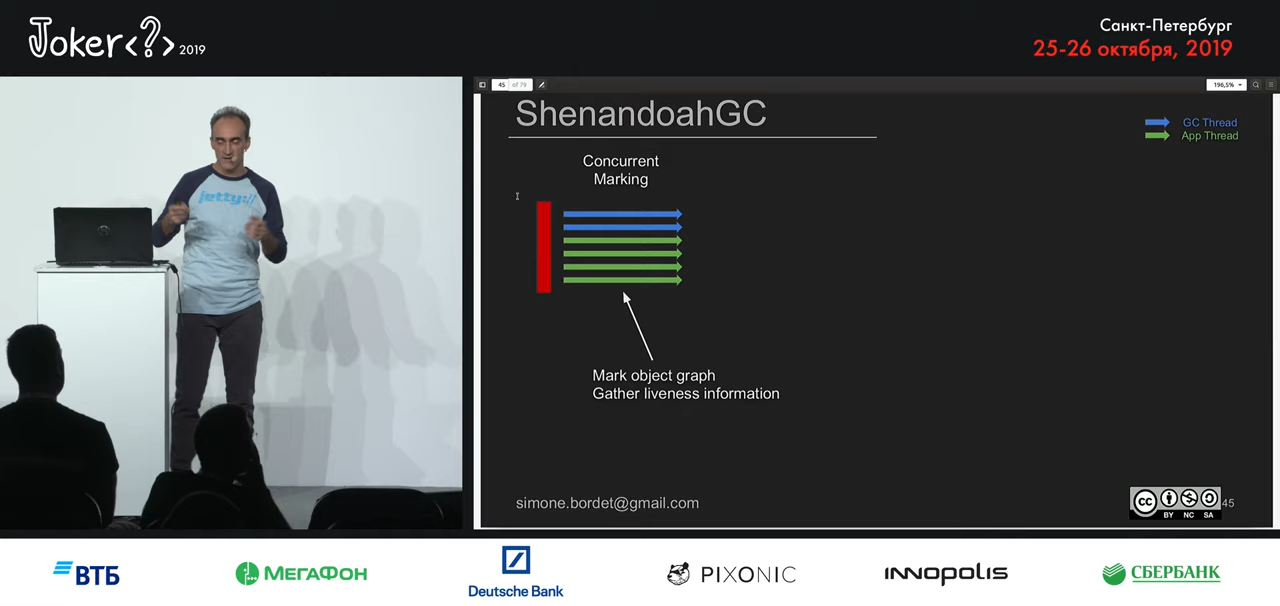 Joker<?> 2019
Санкт-Петербург
25-26 октября, 2019
jetty://
45 of 79
196,5%
ShenandoahGC
GC Thread
App Thread
Concurrent
Marking
Mark object graph
Gather liveness information
simone.bordet@gmail.com
cc
BY NC SA
45
ВТБ
МЕГАФОН
Deutsche Bank
PIXONIC
INNOPOLIS
СБЕРБАНК